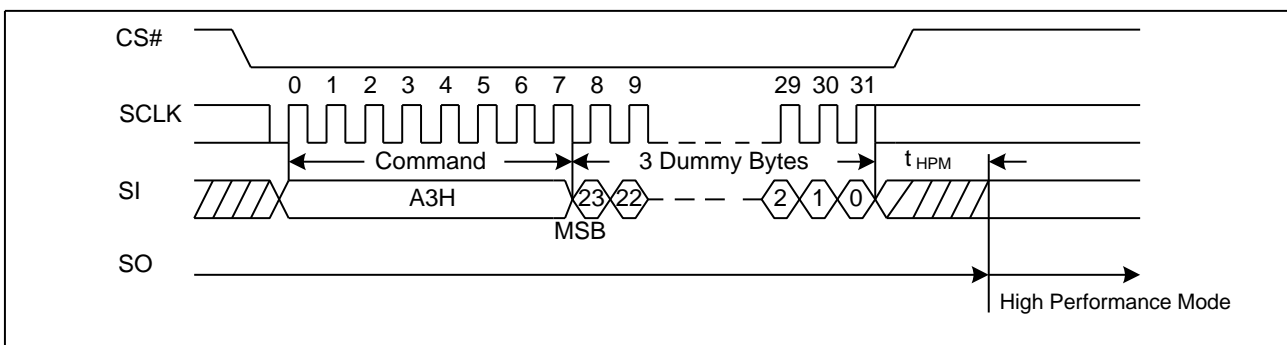 CS#
0 1 2 3 4 5 6 7 8 9 29 30 31
SCLK
Command 3 Dummy Bytes t HPM
SI A3H 23 22 2 1 0
MSB
SO
High Performance Mode